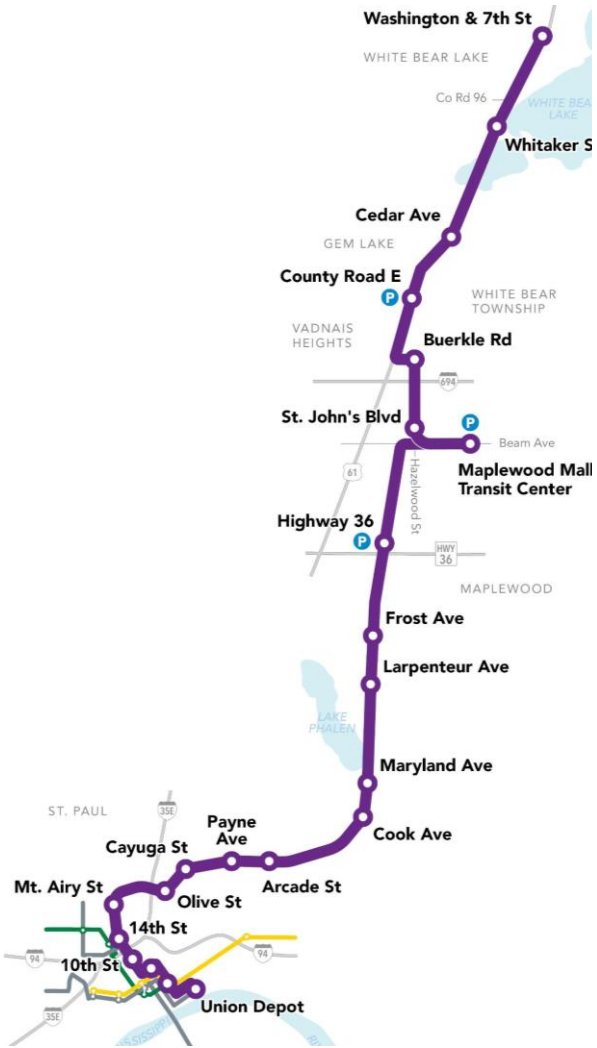 Washington & 7th St
WHITE BEAR LAKE
Co Rd 96
WHITE BEA
LAKE
Whitaker S
Cedar Ave
GEM LAKE
County Road E
P
WHITE BEAR
TOWNSHIP
VADNAIS
HEIGHTS
Buerkle Rd
694
St. John's Blvd
P
Beam Ave
Maplewood Mall
Transit Center
61
Hazelwood St
Highway 36
P
HWY
36
MAPLEWOOD
Frost Ave
Larpenteur Ave
LAKE
PHALEN
Maryland Ave
Cook Ave
ST. PAUL
35E
Payne
Ave
Cayuga St
Arcade St
Mt. Airy St
Olive St
14th St
94
10th St
94
Union Depot
35E